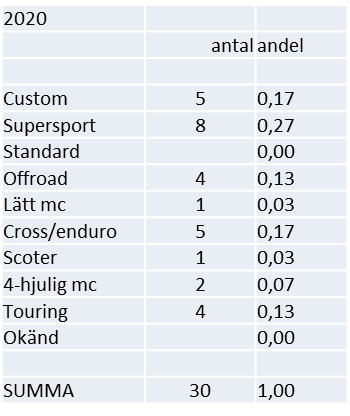 2020
antal andel
Custom 5 0,17
Supersport 8 0,27
Standard 0,00
Offroad 4 0,13
Lätt mc 1 0,03
Cross/enduro 5 0,17
Scoter 1 0,03
4-hjulig mc 2 0,07
Touring 4 0,13
Okänd 0,00
SUMMA 30 1,00